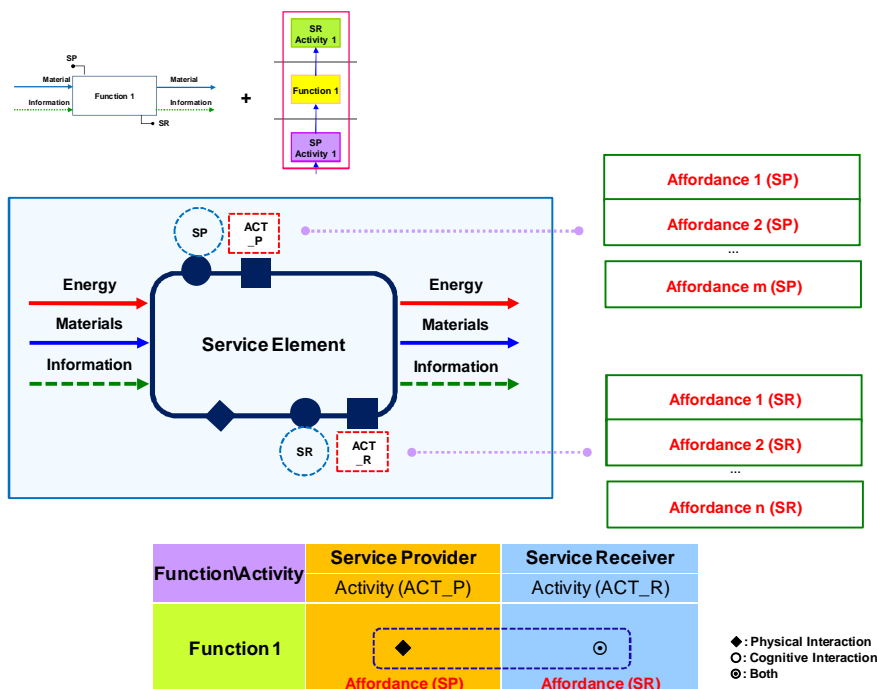 SP
Material
Information
Function 1
Material
Information
SR
+
SR
Activity 1
Function 1
SP
Activity 1
SP
ACT
_P
Energy
Materials
Information
Service Element
Energy
Materials
Information
SR
ACT
_R
Affordance 1 (SP)
Affordance 2 (SP)
...
Affordance m (SP)
Affordance 1 (SR)
Affordance 2 (SR)
...
Affordance n (SR)
Function\Activity
Service Provider
Service Receiver
Activity (ACT_P)
Activity (ACT_R)
Function 1
Affordance (SP)
Affordance (SR)
◆: Physical Interaction
○: Cognitive Interaction
⊙: Both